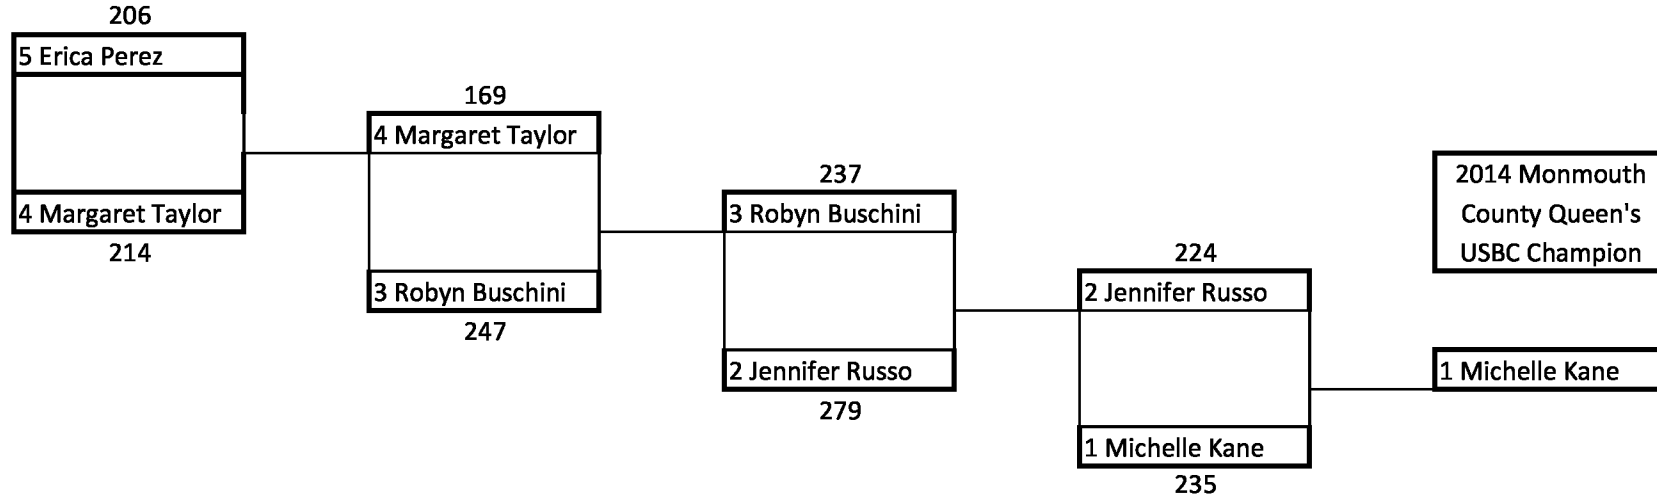 206
5 Erica Perez
4 Margaret Taylor
214
169
4 Margaret Taylor
3 Robyn Buschini
247
237
3 Robyn Buschini
2 Jennifer Russo
279
224
2 Jennifer Russo
1 Michelle Kane
235
2014 Monmouth
County Queen's
USBC Champion
1 Michelle Kane